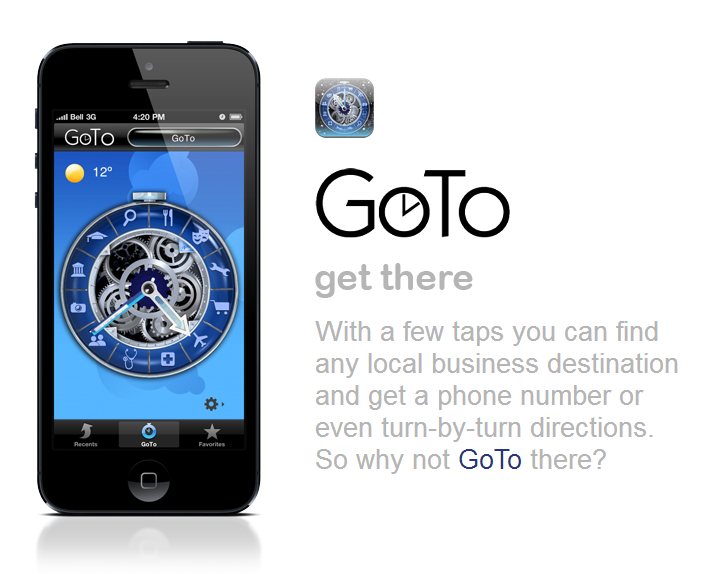 Bell 3G 4:20 PM
GoTo GoTo
12°
Recents GoTo Favorites
GoTo
get there
With a few taps you can find
any local business destination
and get a phone number or
even turn-by-turn directions.
So why not GoTo there?